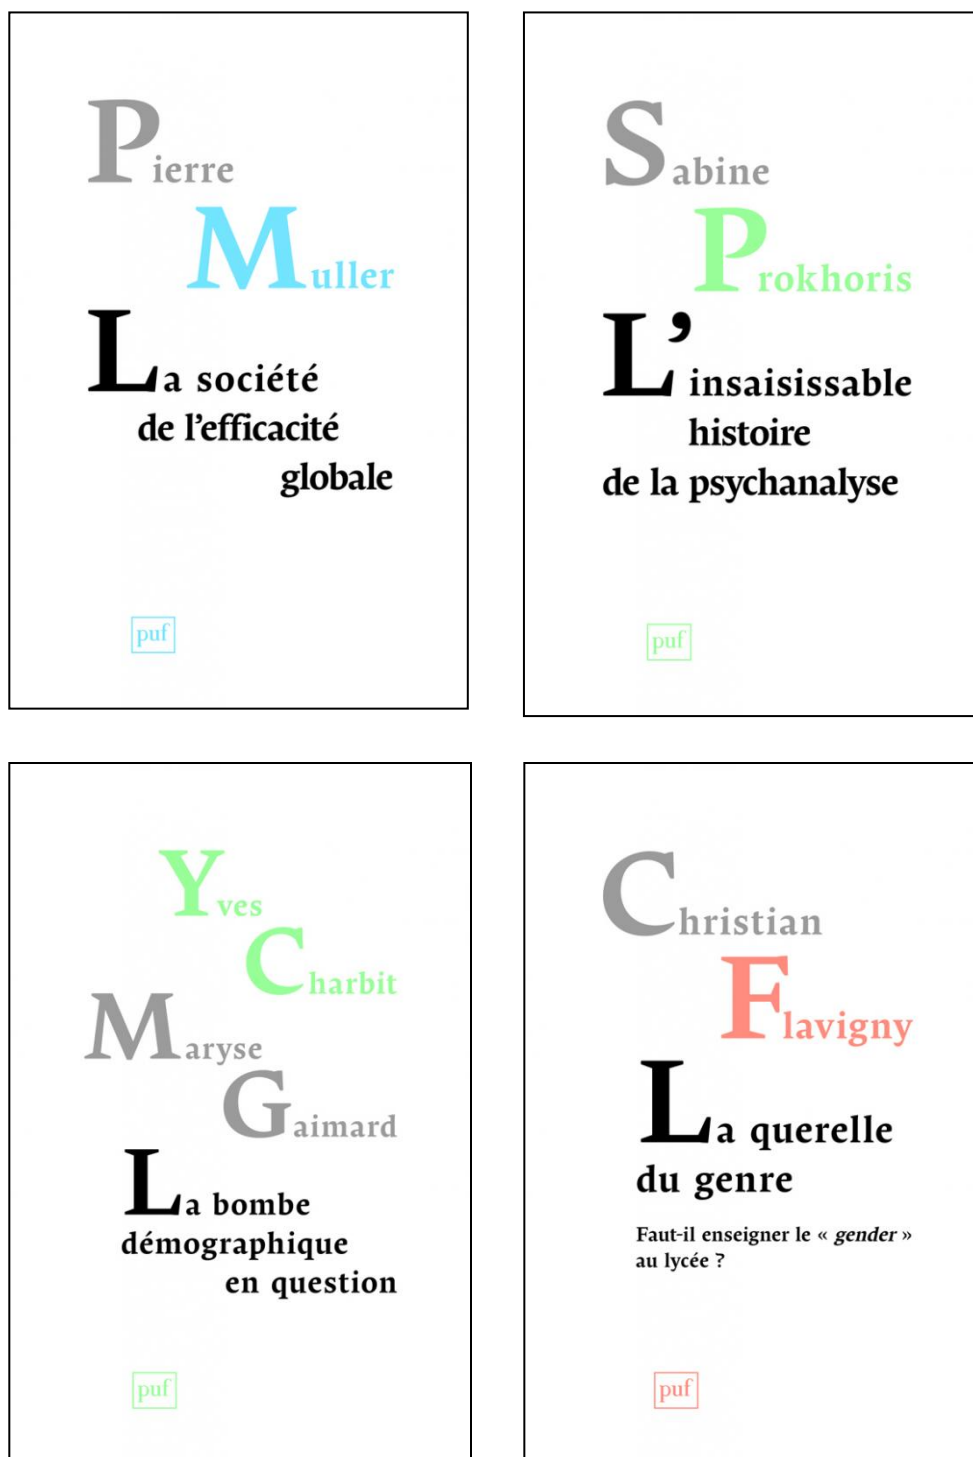 Pierre
Muller
La société
de l'efficacité
globale
puf
Sabine
Prokhoris
L'insaisissable
histoire
de la psychanalyse
puf
Yves
Charbit
Maryse
Gaimard
La bombe
démographique
en question
puf
Christian
Flavigny
La querelle
du genre
Faut-il enseigner le « gender »
au lycée ?
puf